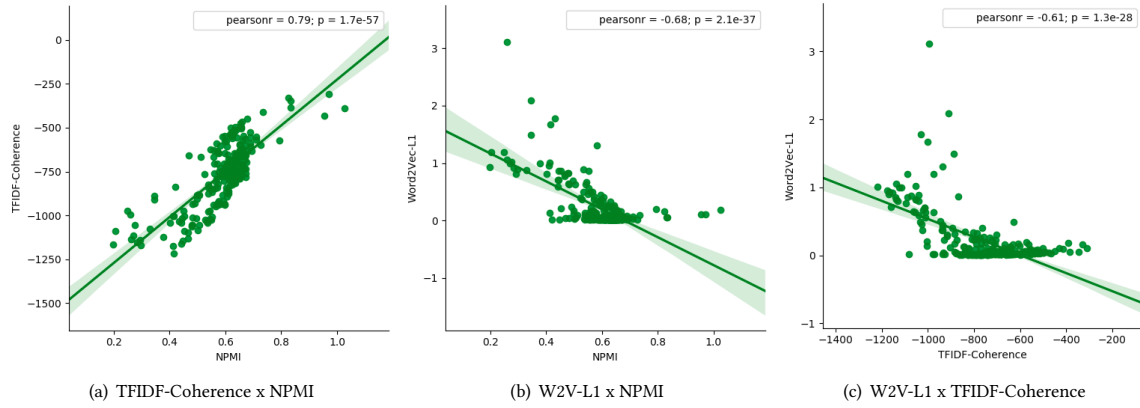 pearsonr = 0.79; p = 1.7e-57
0
−250
−500
−750
−1000
−1250
−1500
TFIDF-Coherence
0.2 0.4 0.6 0.8 1.0
NPMI
(a) TFIDF-Coherence x NPMI
pearsonr = -0.68; p = 2.1e-37
3
2
1
0
−1
Word2Vec-L1
0.2 0.4 0.6 0.8 1.0
NPMI
(b) W2V-L1 x NPMI
pearsonr = -0.61; p = 1.3e-28
3
2
1
0
−1
Word2Vec-L1
−1400 −1200 −1000 −800 −600 −400 −200
TFIDF-Coherence
(c) W2V-L1 x TFIDF-Coherence